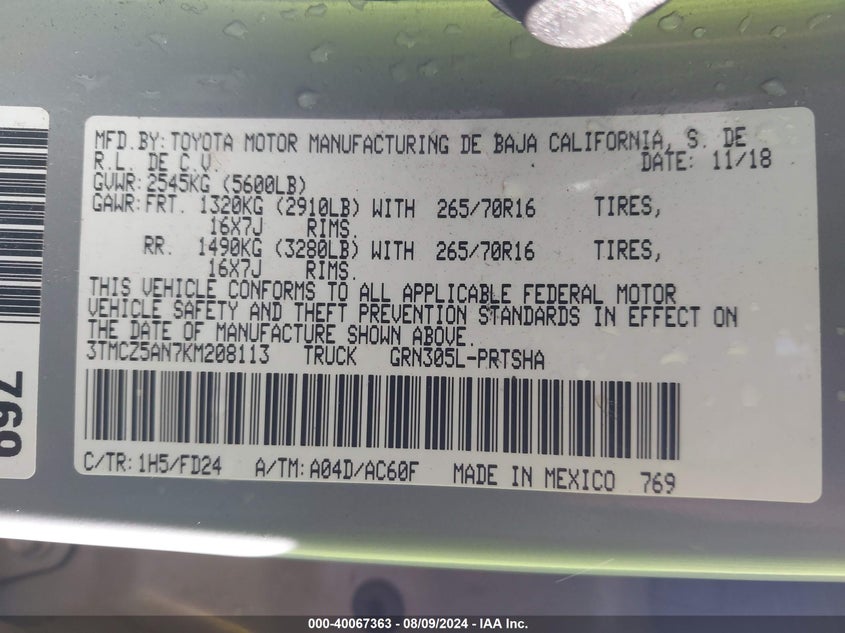 MFD.BY: TOYOTA MOTOR MANUFACTURING DE BAJA CALIFORNIA, S. DE
R.L. DE C.V. DATE: 11/18
GVWR: 2545KG (5600LB)
GAWR: FRT. 1320KG (2910LB) WITH 265/70R16 TIRES,
16X7J RIMS.
RR. 1490KG (3280LB) WITH 265/70R16 TIRES,
16X7J RIMS.
THIS VEHICLE CONFORMS TO ALL APPLICABLE FEDERAL MOTOR
VEHICLE SAFETY AND THEFT PREVENTION STANDARDS IN EFFECT ON
THE DATE OF MANUFACTURE SHOWN ABOVE.
3TMCZ5AN7KM208113 TRUCK GRN305L-PRTSHA
C/TR: 1H5/FD24 A/TM: A04D/AC60F MADE IN MEXICO 769
769
000-40067363 - 08/09/2024 - IAA Inc.